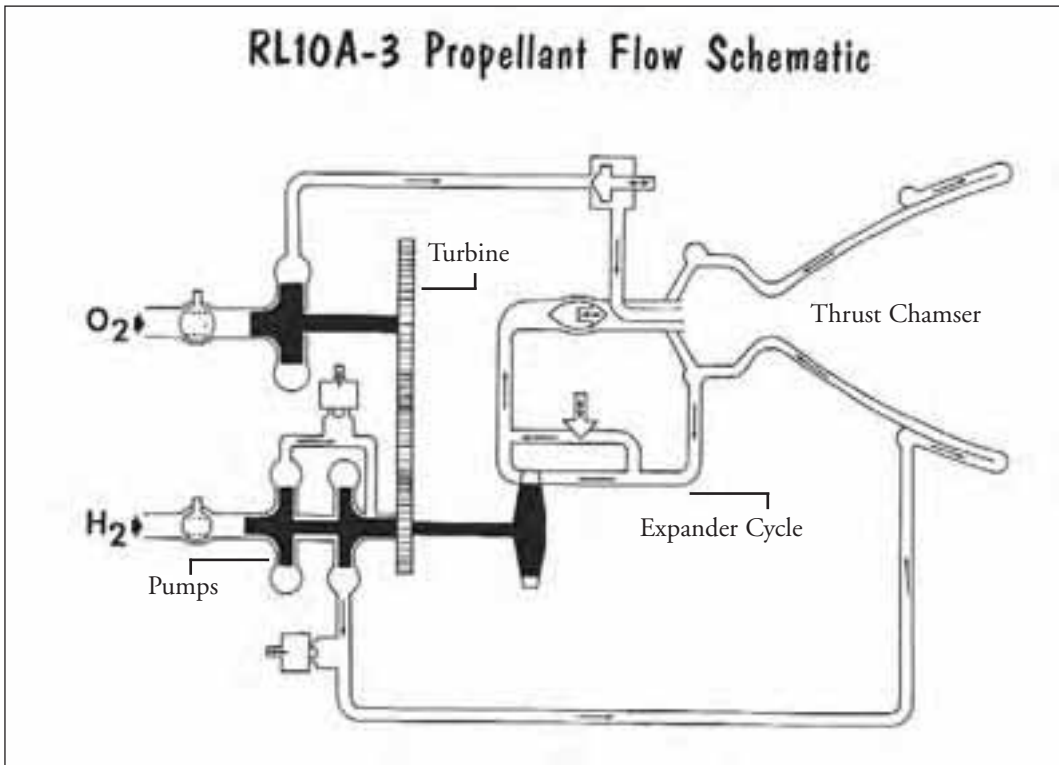 RL10A-3 Propellant Flow Schematic
Turbine
O2
Thrust Chamser
H2
Expander Cycle
Pumps